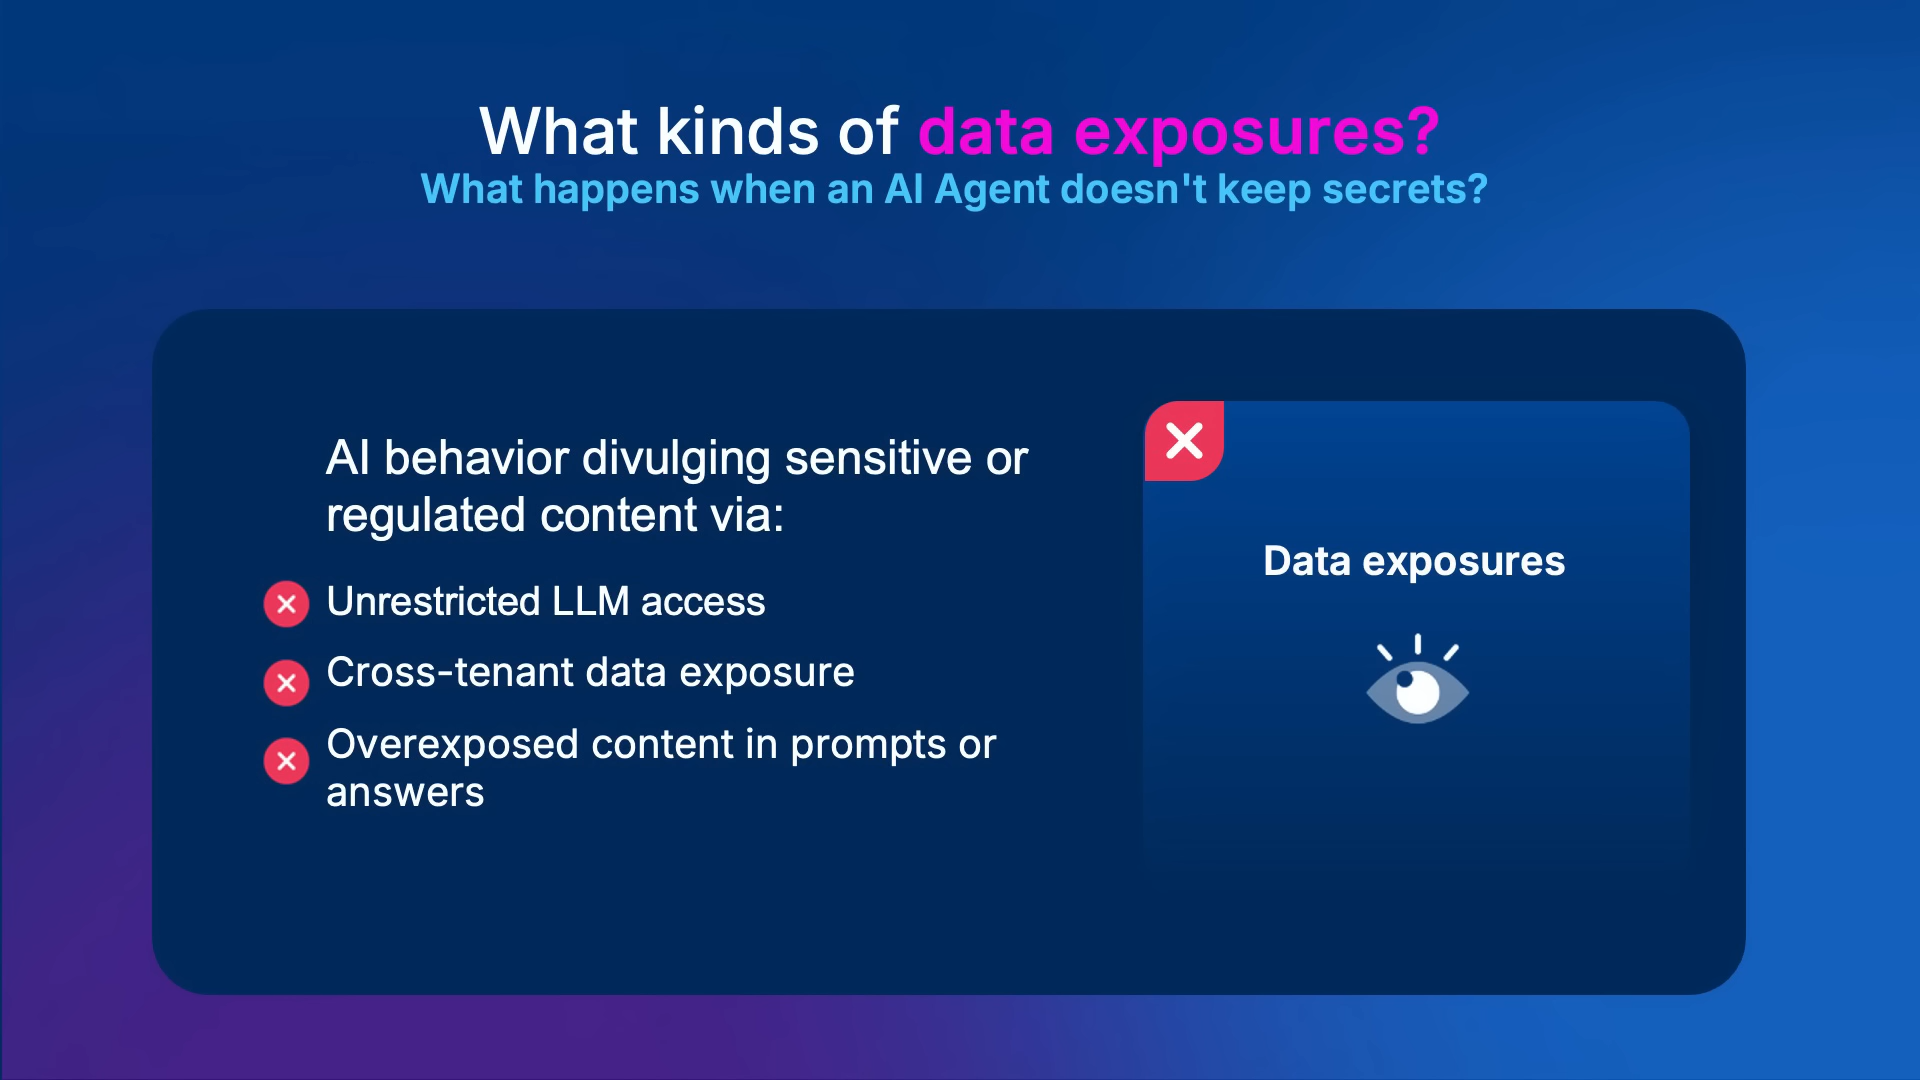 What kinds of data exposures?
What happens when an AI Agent doesn't keep secrets?
AI behavior divulging sensitive or
regulated content via:
Unrestricted LLM access
Cross-tenant data exposure
Overexposed content in prompts or
answers
Data exposures